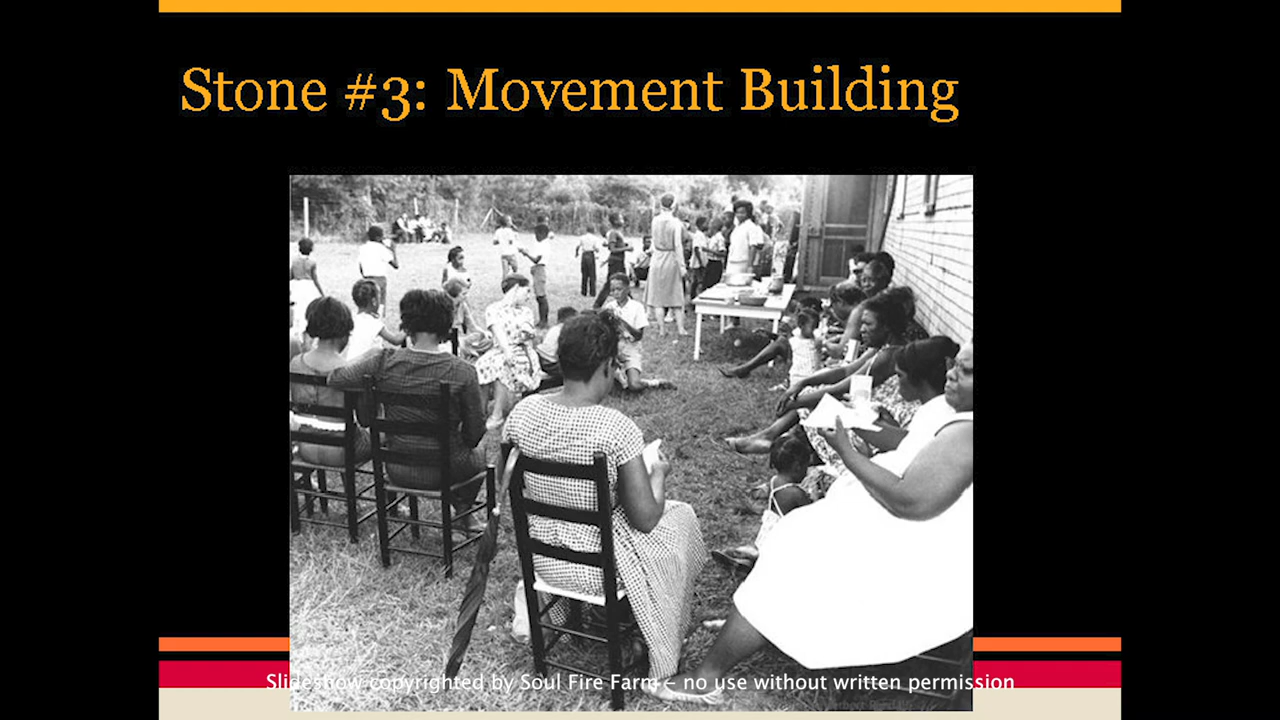 Stone #3: Movement Building
Slideshow copyrighted by Soul Fire Farm – no use without written permission